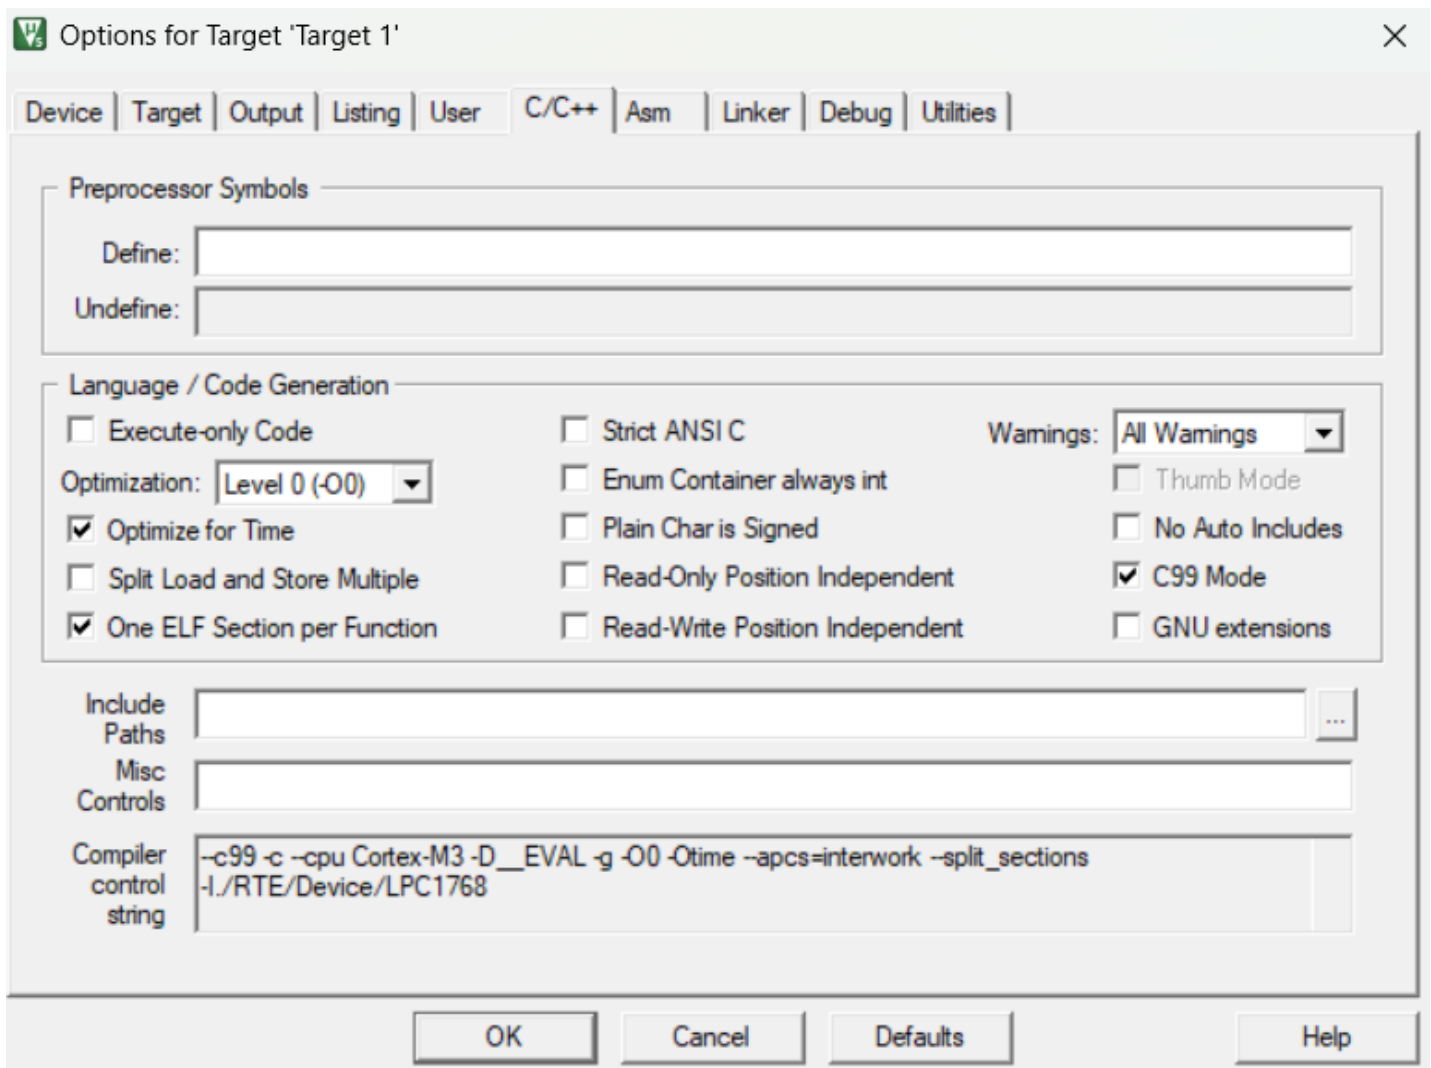 Options for Target 'Target 1'
Device Target Output Listing User C/C++ Asm Linker Debug Utilities
Preprocessor Symbols
Define:
Undefine:
Language / Code Generation
Execute-only Code Strict ANSI C Warnings: All Warnings
Optimization: Level 0 (-O0) Enum Container always int Thumb Mode
Optimize for Time Plain Char is Signed No Auto Includes
Split Load and Store Multiple Read-Only Position Independent C99 Mode
One ELF Section per Function Read-Write Position Independent GNU extensions
Include
Paths
...
Misc
Controls
Compiler
control
string
--c99 -c --cpu Cortex-M3 -D__EVAL -g -O0 -Otime --apcs=interwork --split_sections
-I./RTE/Device/LPC1768
OK Cancel Defaults Help